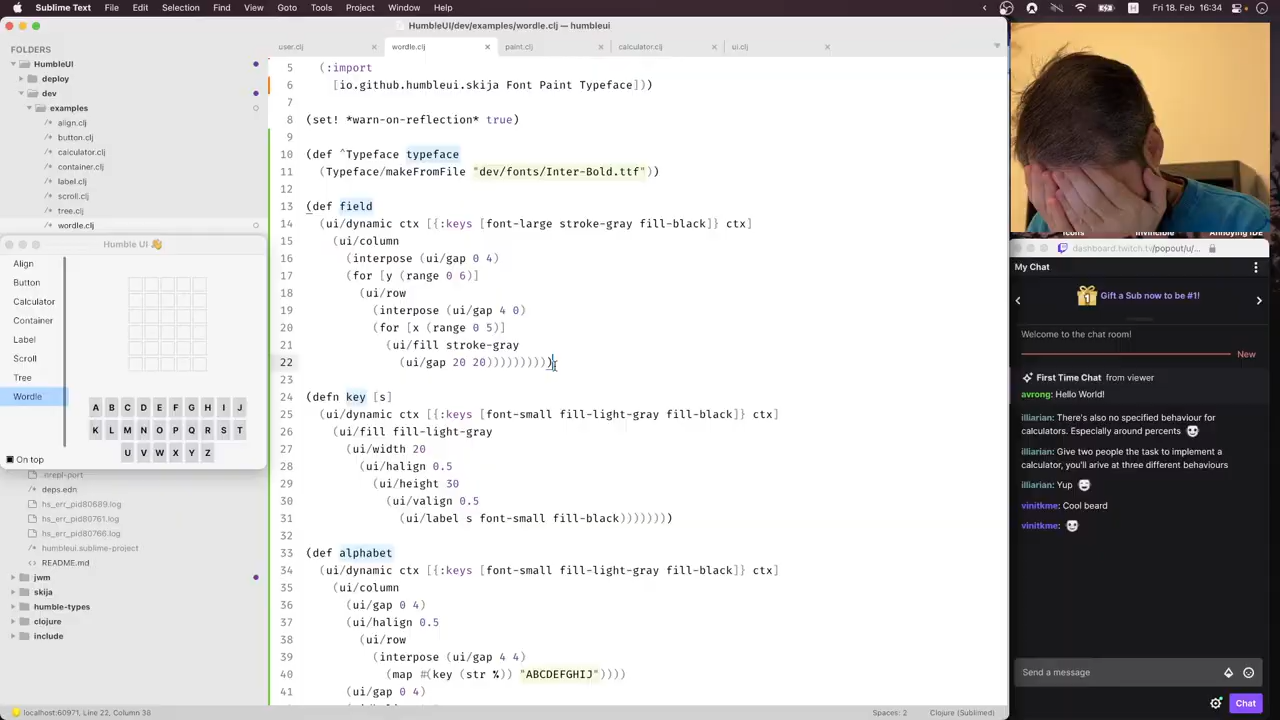 Sublime Text File Edit Selection Find View Goto Tools Project Window Help
Fri 18. Feb 16:34
HumbleUI/dev/examples/wordle.clj — humbleui
FOLDERS
HumbleUI
deploy
dev
examples
/* align.clj
/* button.clj
/* calculator.clj
/* container.clj
/* label.clj
/* scroll.clj
/* tree.clj
/* wordle.clj
Humble UI 👋
Align
Button
Calculator
Container
Label
Scroll
Tree
Wordle
On top
A B C D E F G H I J
K L M N O P Q R S T
U V W X Y Z
.nrepl-port
deps.edn
hs_err_pid80689.log
hs_err_pid80761.log
hs_err_pid80766.log
humbleui.sublime-project
README.md
jwm
skija
humble-types
clojure
include
user.clj × wordle.clj × paint.clj × calculator.clj × ui.clj ×
5 (:import
6 [io.github.humbleui.skija Font Paint Typeface]))
7
8 (set! *warn-on-reflection* true)
9
10 (def ^Typeface typeface
11 (Typeface/makeFromFile "dev/fonts/Inter-Bold.ttf"))
12
13 (def field
14 (ui/dynamic ctx [{:keys [font-large stroke-gray fill-black]} ctx]
15 (ui/column
16 (interpose (ui/gap 0 4)
17 (for [y (range 0 6)]
18 (ui/row
19 (interpose (ui/gap 4 0)
20 (for [x (range 0 5)]
21 (ui/fill stroke-gray
22 (ui/gap 20 20))))))))))
23
24 (defn key [s]
25 (ui/dynamic ctx [{:keys [font-small fill-light-gray fill-black]} ctx]
26 (ui/fill fill-light-gray
27 (ui/width 20
28 (ui/halign 0.5
29 (ui/height 30
30 (ui/valign 0.5
31 (ui/label s font-small fill-black))))))))
32
33 (def alphabet
34 (ui/dynamic ctx [{:keys [font-small fill-light-gray fill-black]} ctx]
35 (ui/column
36 (ui/gap 0 4)
37 (ui/halign 0.5
38 (ui/row
39 (interpose (ui/gap 4 4)
40 (map #(key (str %)) "ABCDEFGHIJ"))))
41 (ui/gap 0 4)
localhost:60971, Line 22, Column 38
Spaces: 2
Clojure (Sublimed)
Icons Invincible Annoying IDE
dashboard.twitch.tv/popout/u/...
My Chat
Gift a Sub now to be #1!
Welcome to the chat room!
New
First Time Chat from viewer
avrong: Hello World!
illiarian: There's also no specified behaviour for
calculators. Especially around percents
illiarian: Give two people the task to implement a
calculator, you'll arive at three different behaviours
illiarian: Yup
vinitkme: Cool beard
vinitkme:
Send a message
Chat